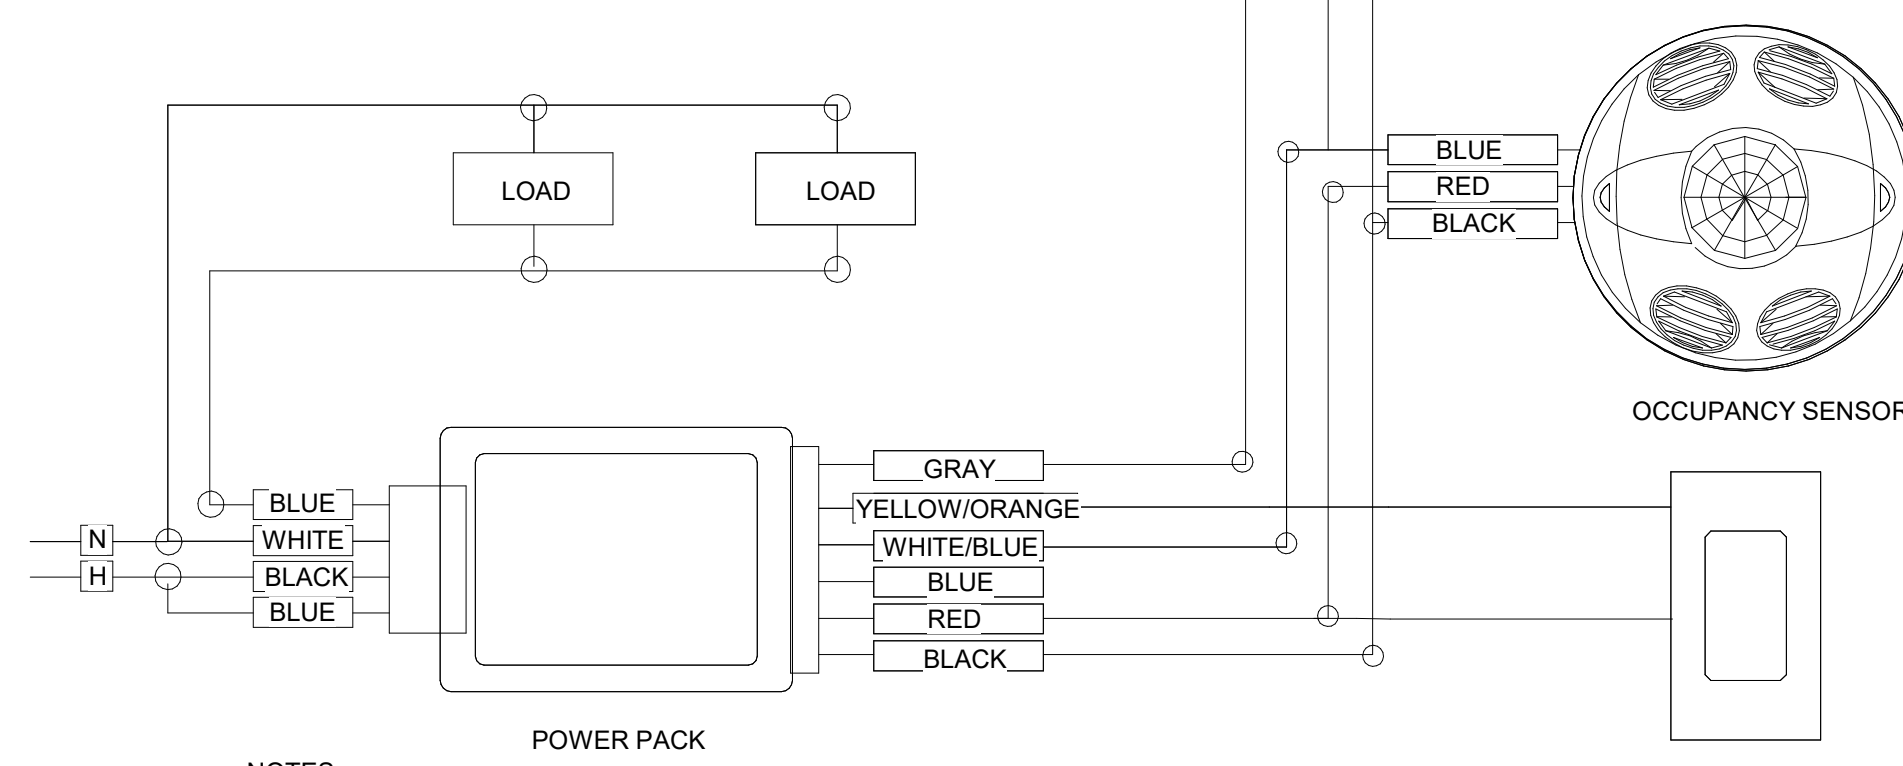 LOAD
LOAD
BLUE
RED
BLACK
OCCUPANCY SENSOR
BLUE
N
WHITE
H
BLACK
BLUE
GRAY
YELLOW/ORANGE
WHITE/BLUE
BLUE
RED
BLACK
POWER PACK
NOTES